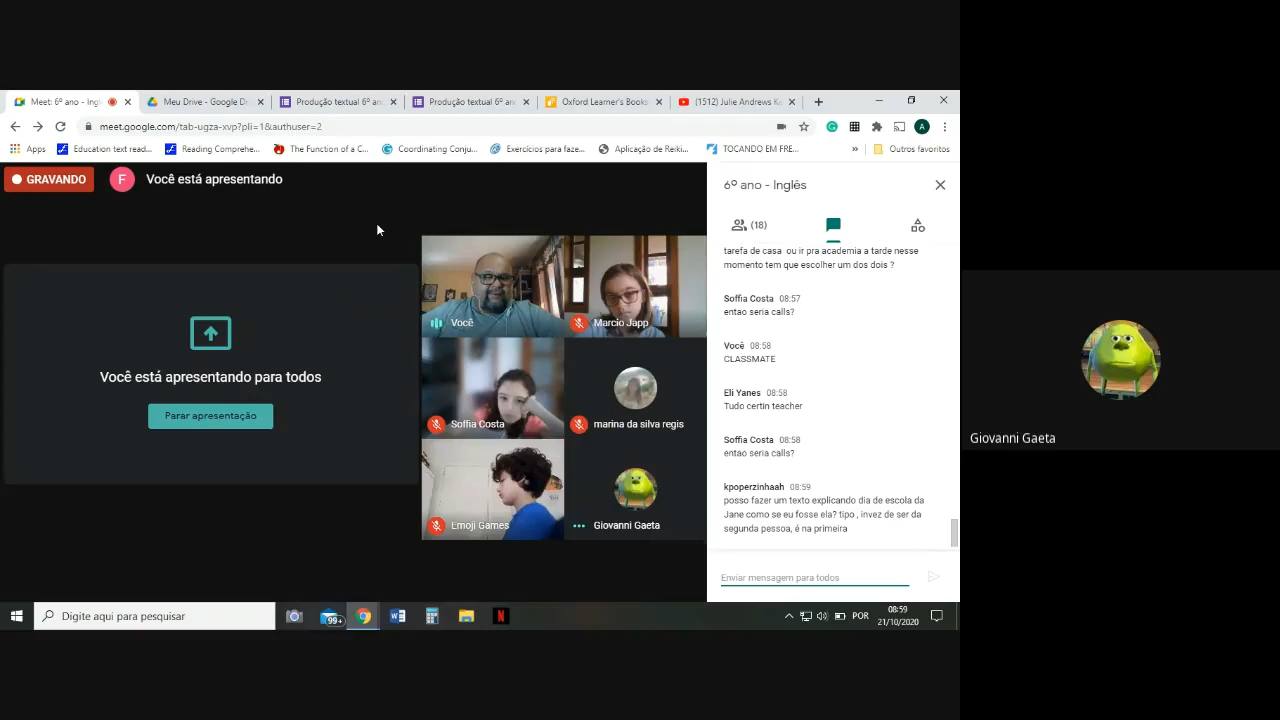 Meet: 6º ano - Ingl
Meu Drive - Google Dr
Produção textual 6º an
Produção textual 6º an
Oxford Learner's Books
(1512) Julie Andrews K
meet.google.com/tab-ugza-xvp?pli=1&authuser=2
A
Apps
Education text read...
Reading Comprehe...
The Function of a C...
Coordinating Conju...
Exercícios para faze...
Aplicação de Reiki...
TOCANDO EM FRE...
»
Outros favoritos
GRAVANDO
F
Você está apresentando
Você está apresentando para todos
Parar apresentação
Você
Marcio Japp
Soffia Costa
marina da silva regis
Emoji Games
Giovanni Gaeta
6º ano - Inglês
(18)
tarefa de casa ou ir pra academia a tarde nesse
momento tem que escolher um dos dois ?
Soffia Costa 08:57
entao seria calls?
Você 08:58
CLASSMATE
Eli Yanes 08:58
Tudo certin teacher
Soffia Costa 08:58
entao seria calls?
kpoperzinhaah 08:59
posso fazer um texto explicando dia de escola da
Jane como se eu fosse ela? tipo , invez de ser da
segunda pessoa, é na primeira
Enviar mensagem para todos
Giovanni Gaeta
Digite aqui para pesquisar
99+
W
N
POR
08:59
21/10/2020